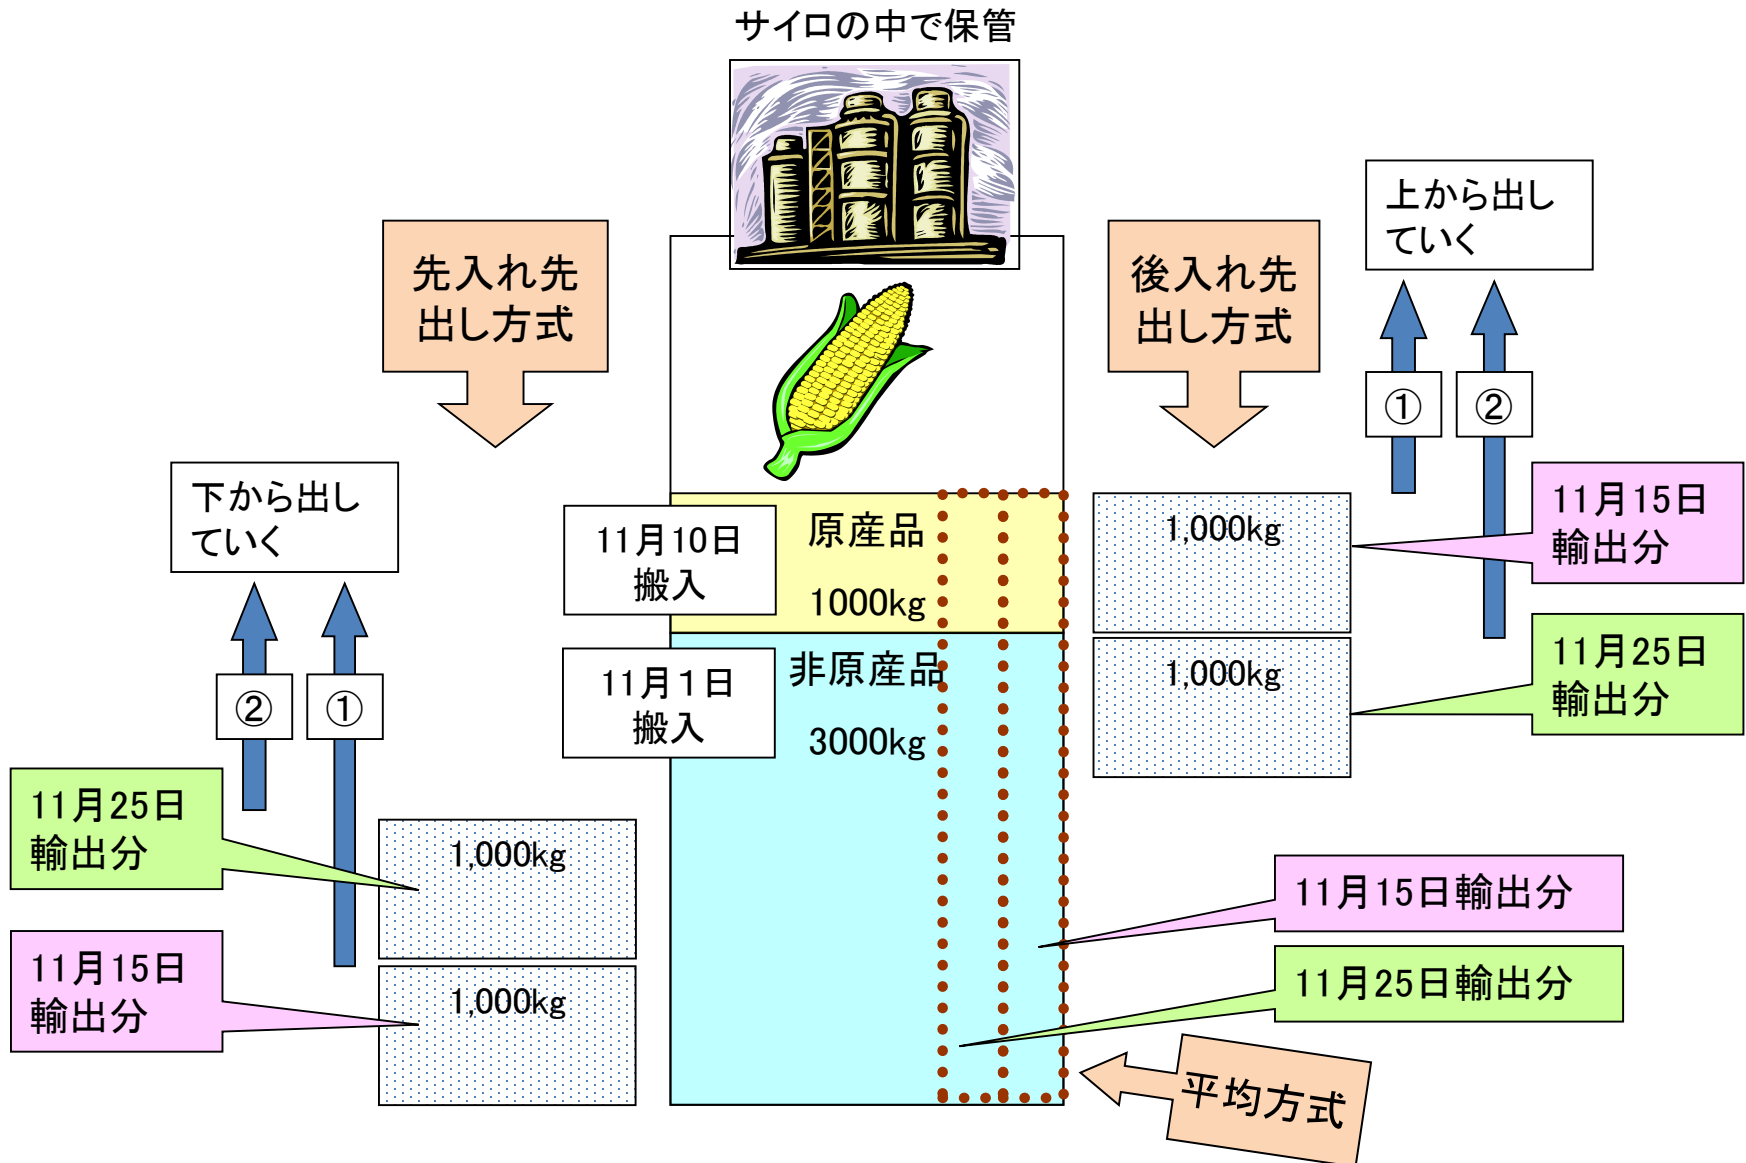 サイロの中で保管
先入れ先
出し方式
後入れ先
出し方式
上から出し
ていく
①
②
下から出し
ていく
②
①
11月10日
搬入
原産品
1000kg
11月１日
搬入
非原産品
3000kg
1,000kg
11月15日
輸出分
1,000kg
11月25日
輸出分
11月25日
輸出分
1,000kg
11月15日
輸出分
1,000kg
11月15日輸出分
11月25日輸出分
平均方式